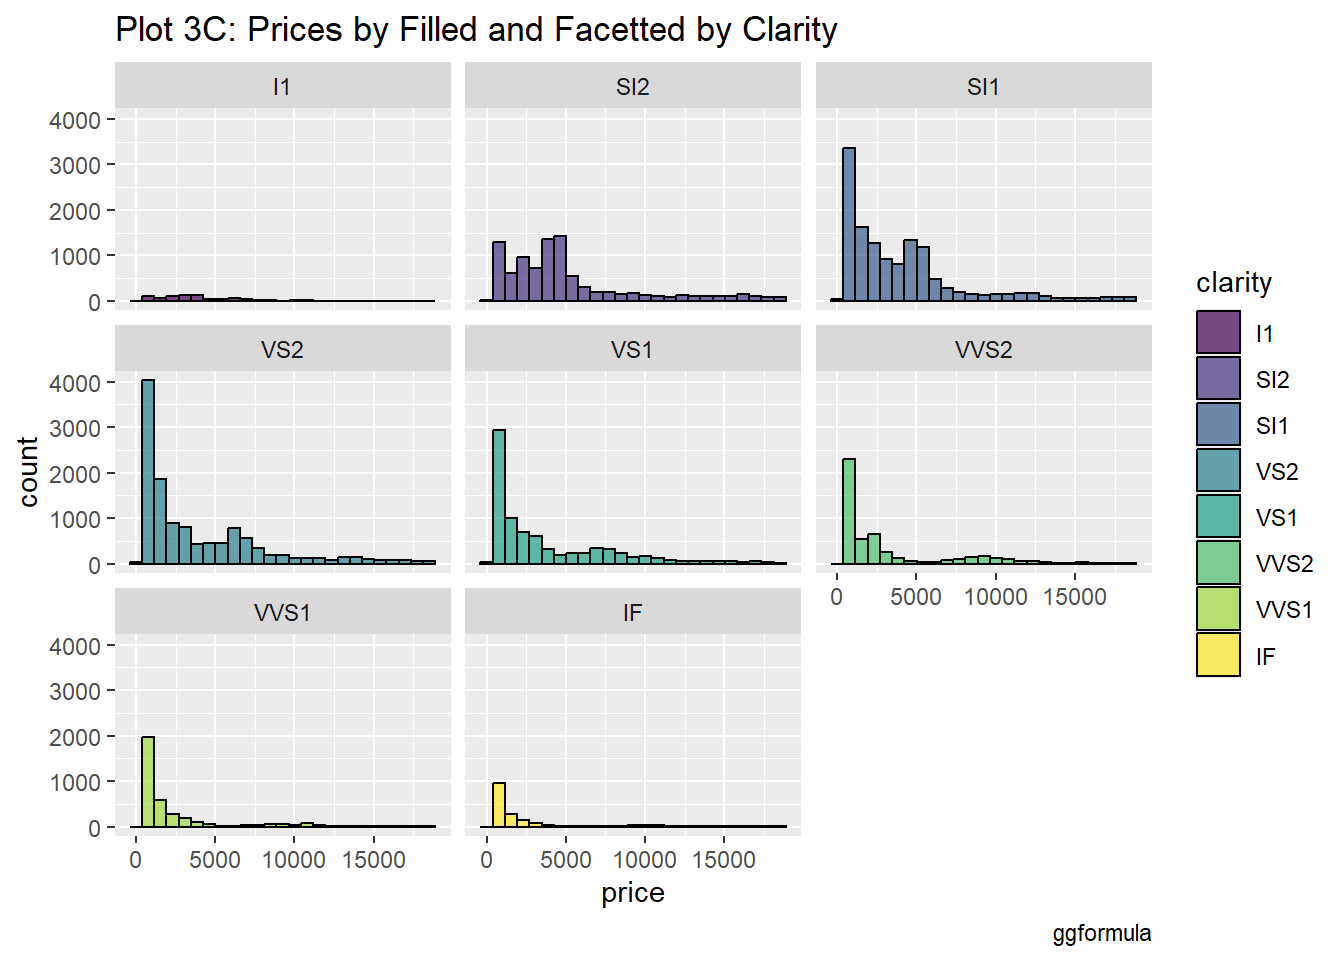 Plot 3C: Prices by Filled and Facetted by Clarity
I1
SI2
SI1
4000
3000
2000
1000
0
VS2
VS1
VVS2
4000
3000
2000
1000
0
0 5000 10000 15000
VVS1
IF
4000
3000
2000
1000
0
0 5000 10000 15000
0 5000 10000 15000
count
price
clarity
I1
SI2
SI1
VS2
VS1
VVS2
VVS1
IF
ggformula